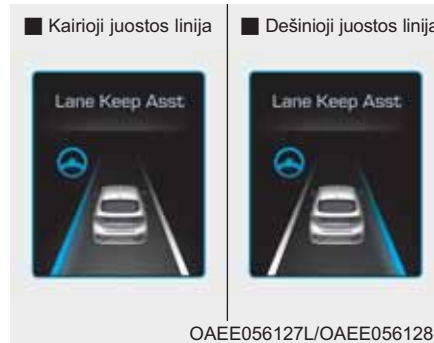 ■ Kairioji juostos linija
■ Dešinioji juostos linija
Lane Keep Asst
Lane Keep Asst
OAEE056127L/OAEE056128